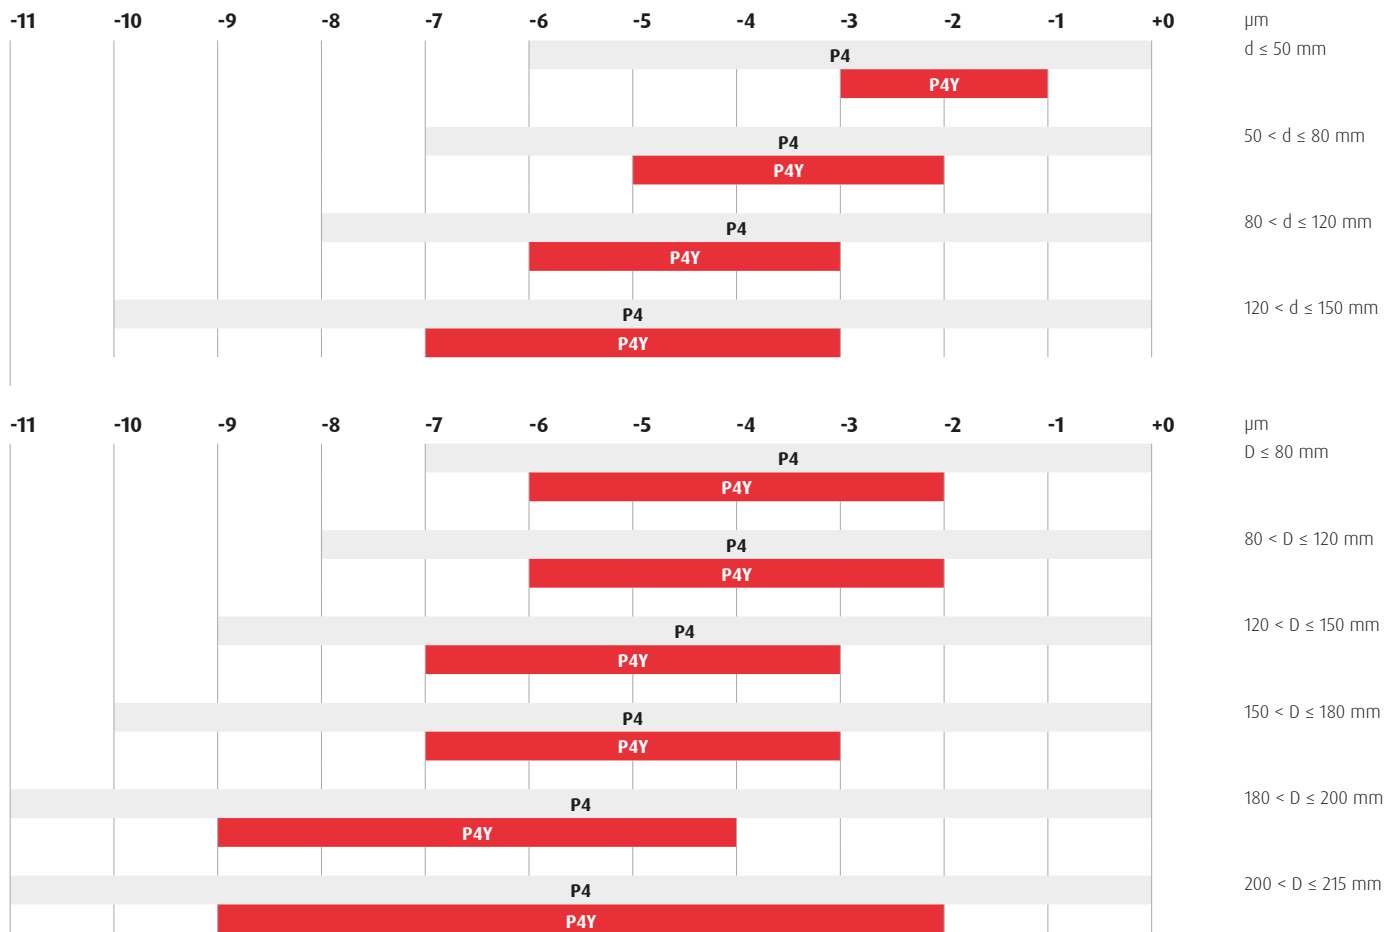 -11 -10 -9 -8 -7 -6 -5 -4 -3 -2 -1 +0 µm
P4 d ≤ 50 mm
P4Y
P4 50 < d ≤ 80 mm
P4Y
P4 80 < d ≤ 120 mm
P4Y
P4 120 < d ≤ 150 mm
P4Y
-11 -10 -9 -8 -7 -6 -5 -4 -3 -2 -1 +0 µm
P4 D ≤ 80 mm
P4Y
P4 80 < D ≤ 120 mm
P4Y
P4 120 < D ≤ 150 mm
P4Y
P4 150 < D ≤ 180 mm
P4Y
P4 180 < D ≤ 200 mm
P4Y
P4 200 < D ≤ 215 mm
P4Y